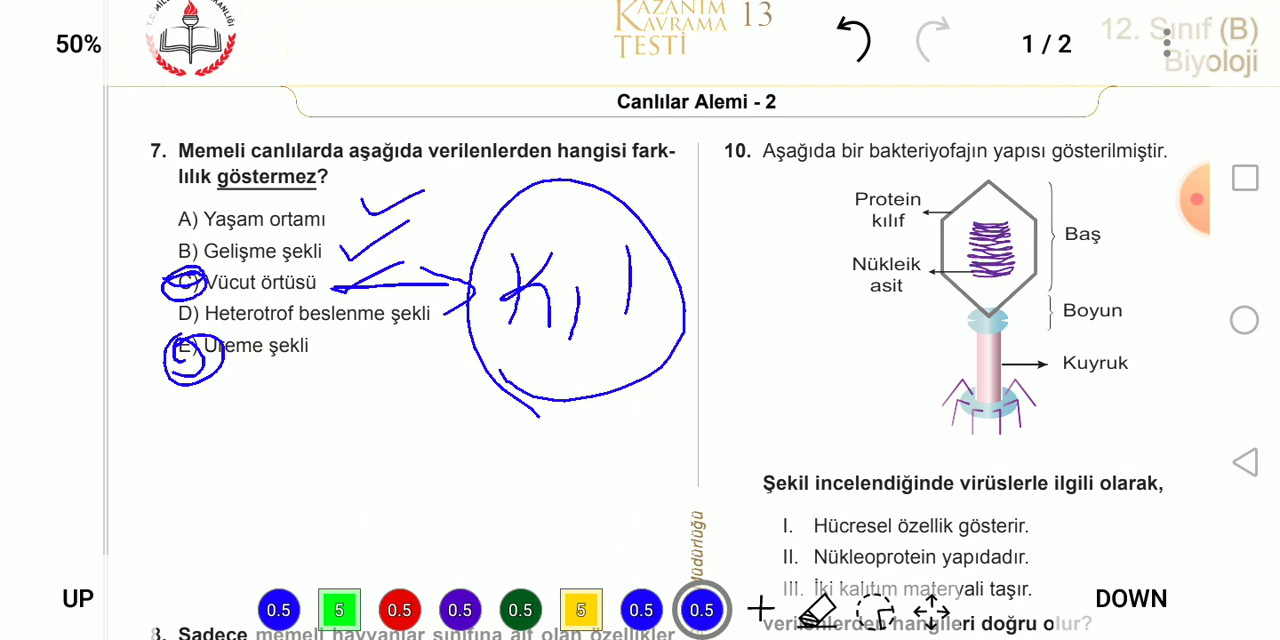 50%
KAZANIM
KAVRAMA
TESTİ
13
1 / 2
12. Sınıf (B)
Biyoloji
Canlılar Alemi - 2
7. Memeli canlılarda aşağıda verilenlerden hangisi fark-
lılık göstermez?
A) Yaşam ortamı
B) Gelişme şekli
C) Vücut örtüsü
D) Heterotrof beslenme şekli
E) Üreme şekli
10. Aşağıda bir bakteriyofajın yapısı gösterilmiştir.
Protein
kılıf
Nükleik
asit
Baş
Boyun
Kuyruk
Şekil incelendiğinde virüslerle ilgili olarak,
I. Hücresel özellik gösterir.
II. Nükleoprotein yapıdadır.
III. İki kalıtım materyali taşır.
verilenlerden hangileri doğru olur?
8. Sadece memeli hayvanlar sınıfına ait olan özellikler
UP
0.5
5
0.5
0.5
0.5
5
0.5
0.5
DOWN